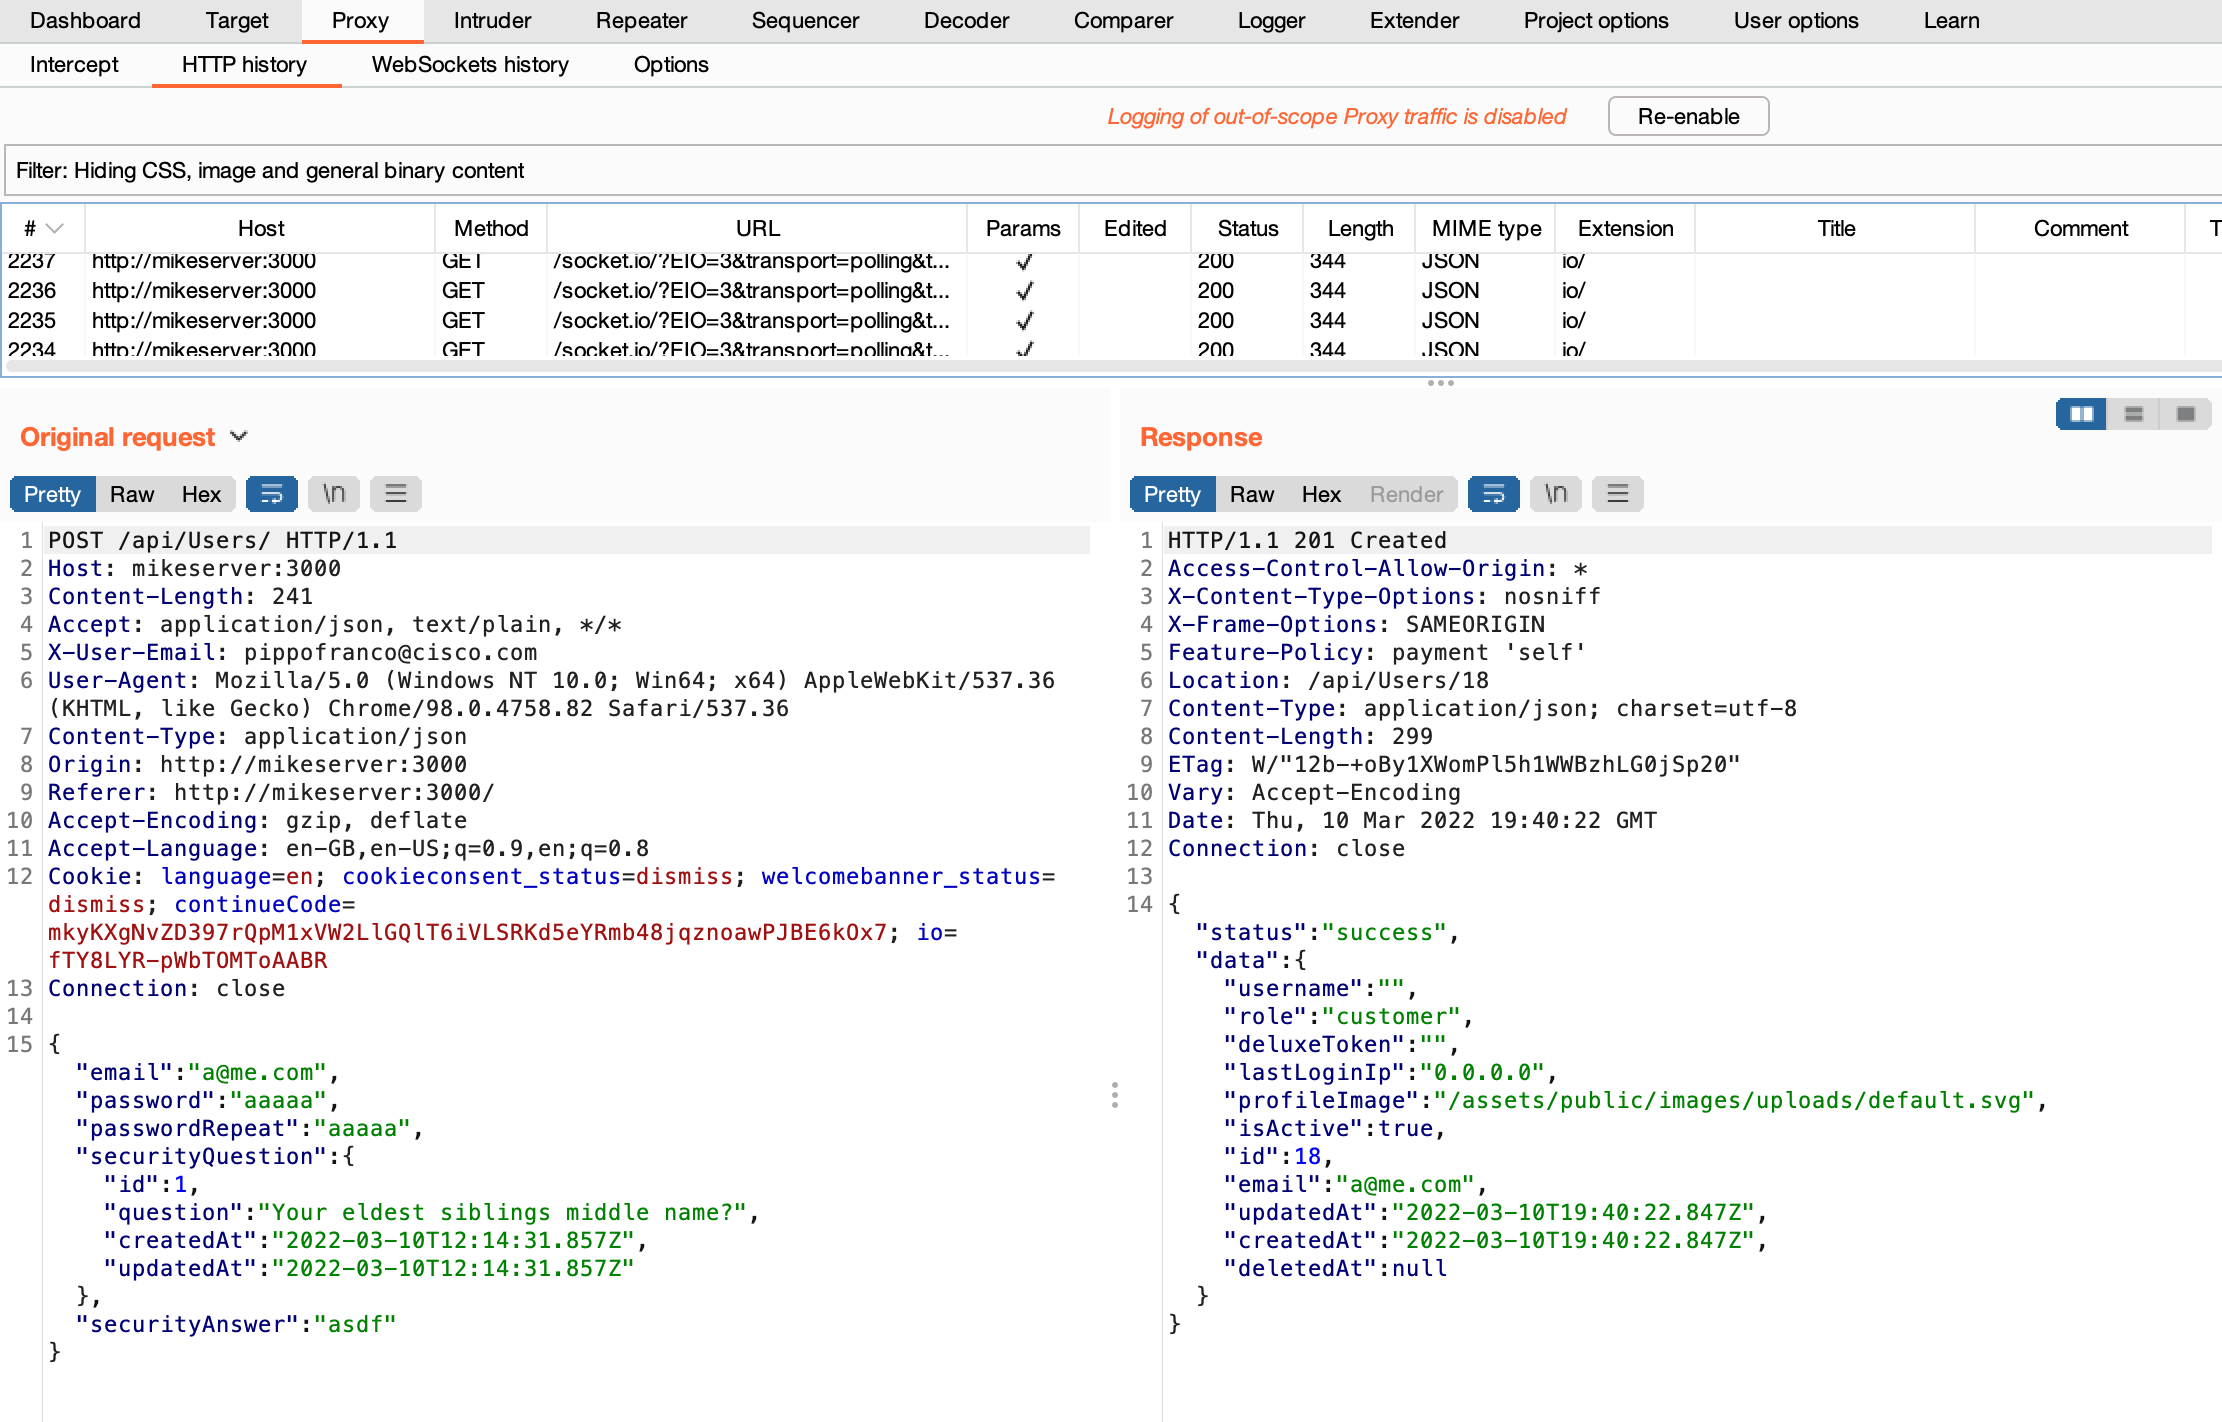 Dashboard Target Proxy Intruder Repeater Sequencer Decoder Comparer Logger Extender Project options User options Learn
Intercept HTTP history WebSockets history Options
Logging of out-of-scope Proxy traffic is disabled Re-enable
Filter: Hiding CSS, image and general binary content
# Host Method URL Params Edited Status Length MIME type Extension Title Comment T
2237 http://mikeserver:3000 GET /socket.io/?EIO=3&transport=polling&t... ✓ 200 344 JSON io/
2236 http://mikeserver:3000 GET /socket.io/?EIO=3&transport=polling&t... ✓ 200 344 JSON io/
2235 http://mikeserver:3000 GET /socket.io/?EIO=3&transport=polling&t... ✓ 200 344 JSON io/
2234 http://mikeserver:3000 GET /socket.io/?EIO=3&transport=polling&t... ✓ 200 344 JSON io/
Original request
Pretty Raw Hex \n
1 POST /api/Users/ HTTP/1.1
2 Host: mikeserver:3000
3 Content-Length: 241
4 Accept: application/json, text/plain, */*
5 X-User-Email: pippofranco@cisco.com
6 User-Agent: Mozilla/5.0 (Windows NT 10.0; Win64; x64) AppleWebKit/537.36
(KHTML, like Gecko) Chrome/98.0.4758.82 Safari/537.36
7 Content-Type: application/json
8 Origin: http://mikeserver:3000
9 Referer: http://mikeserver:3000/
10 Accept-Encoding: gzip, deflate
11 Accept-Language: en-GB,en-US;q=0.9,en;q=0.8
12 Cookie: language=en; cookieconsent_status=dismiss; welcomebanner_status=
dismiss; continueCode=
mkyKXgNvZD397rQpM1xVW2LlGQlT6iVLSRKd5eYRmb48jqznoawPJBE6kOx7; io=
fTY8LYR-pWbTOMToAABR
13 Connection: close
14
15 {
"email":"a@me.com",
"password":"aaaaa",
"passwordRepeat":"aaaaa",
"securityQuestion":{
"id":1,
"question":"Your eldest siblings middle name?",
"createdAt":"2022-03-10T12:14:31.857Z",
"updatedAt":"2022-03-10T12:14:31.857Z"
},
"securityAnswer":"asdf"
}
Response
Pretty Raw Hex Render \n
1 HTTP/1.1 201 Created
2 Access-Control-Allow-Origin: *
3 X-Content-Type-Options: nosniff
4 X-Frame-Options: SAMEORIGIN
5 Feature-Policy: payment 'self'
6 Location: /api/Users/18
7 Content-Type: application/json; charset=utf-8
8 Content-Length: 299
9 ETag: W/"12b-+oBy1XWomPl5h1WWBzhLG0jSp20"
10 Vary: Accept-Encoding
11 Date: Thu, 10 Mar 2022 19:40:22 GMT
12 Connection: close
13
14 {
"status":"success",
"data":{
"username":"",
"role":"customer",
"deluxeToken":"",
"lastLoginIp":"0.0.0.0",
"profileImage":"/assets/public/images/uploads/default.svg",
"isActive":true,
"id":18,
"email":"a@me.com",
"updatedAt":"2022-03-10T19:40:22.847Z",
"createdAt":"2022-03-10T19:40:22.847Z",
"deletedAt":null
}
}